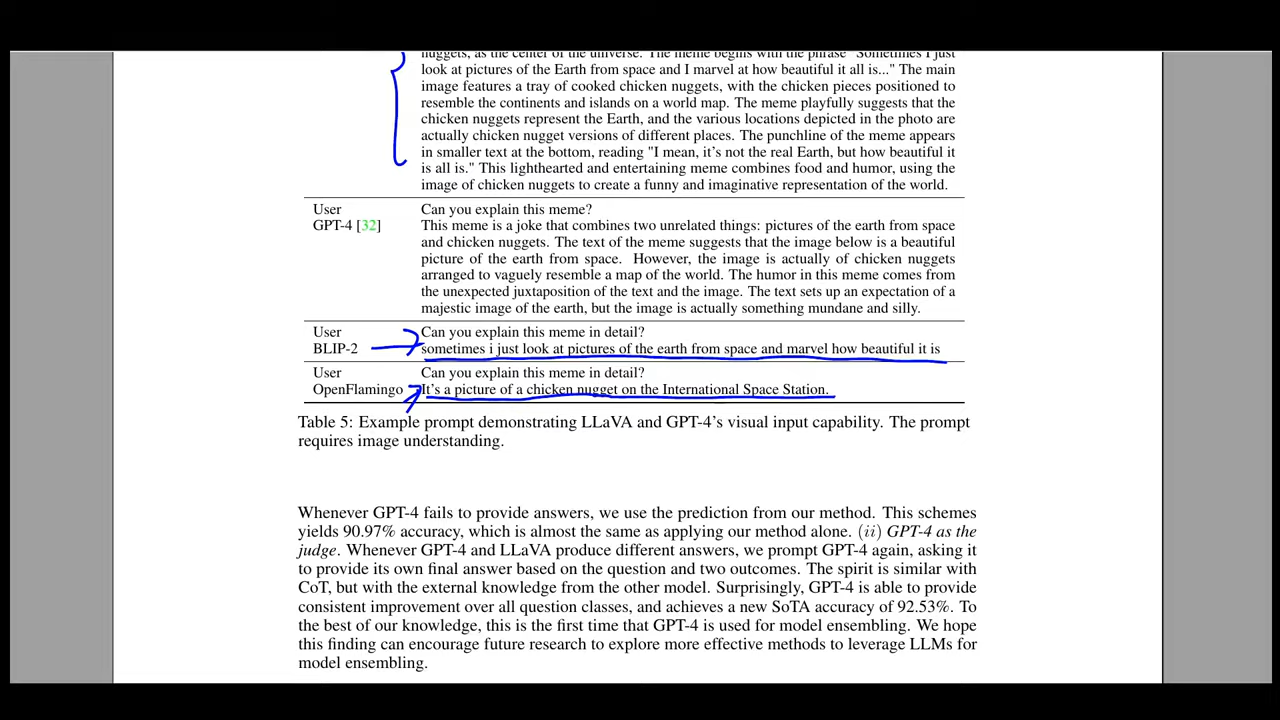 nuggets, as the center of the universe. The meme begins with the phrase "Sometimes I just
look at pictures of the Earth from space and I marvel at how beautiful it all is..." The main
image features a tray of cooked chicken nuggets, with the chicken pieces positioned to
resemble the continents and islands on a world map. The meme playfully suggests that the
chicken nuggets represent the Earth, and the various locations depicted in the photo are
actually chicken nugget versions of different places. The punchline of the meme appears
in smaller text at the bottom, reading "I mean, it's not the real Earth, but how beautiful it
is all is." This lighthearted and entertaining meme combines food and humor, using the
image of chicken nuggets to create a funny and imaginative representation of the world.
User Can you explain this meme?
GPT-4 [32] This meme is a joke that combines two unrelated things: pictures of the earth from space
and chicken nuggets. The text of the meme suggests that the image below is a beautiful
picture of the earth from space. However, the image is actually of chicken nuggets
arranged to vaguely resemble a map of the world. The humor in this meme comes from
the unexpected juxtaposition of the text and the image. The text sets up an expectation of a
majestic image of the earth, but the image is actually something mundane and silly.
User Can you explain this meme in detail?
BLIP-2 sometimes i just look at pictures of the earth from space and marvel how beautiful it is
User Can you explain this meme in detail?
OpenFlamingo It's a picture of a chicken nugget on the International Space Station.
Table 5: Example prompt demonstrating LLaVA and GPT-4's visual input capability. The prompt
requires image understanding.
Whenever GPT-4 fails to provide answers, we use the prediction from our method. This schemes
yields 90.97% accuracy, which is almost the same as applying our method alone. (ii) GPT-4 as the
judge. Whenever GPT-4 and LLaVA produce different answers, we prompt GPT-4 again, asking it
to provide its own final answer based on the question and two outcomes. The spirit is similar with
CoT, but with the external knowledge from the other model. Surprisingly, GPT-4 is able to provide
consistent improvement over all question classes, and achieves a new SoTA accuracy of 92.53%. To
the best of our knowledge, this is the first time that GPT-4 is used for model ensembling. We hope
this finding can encourage future research to explore more effective methods to leverage LLMs for
model ensembling.